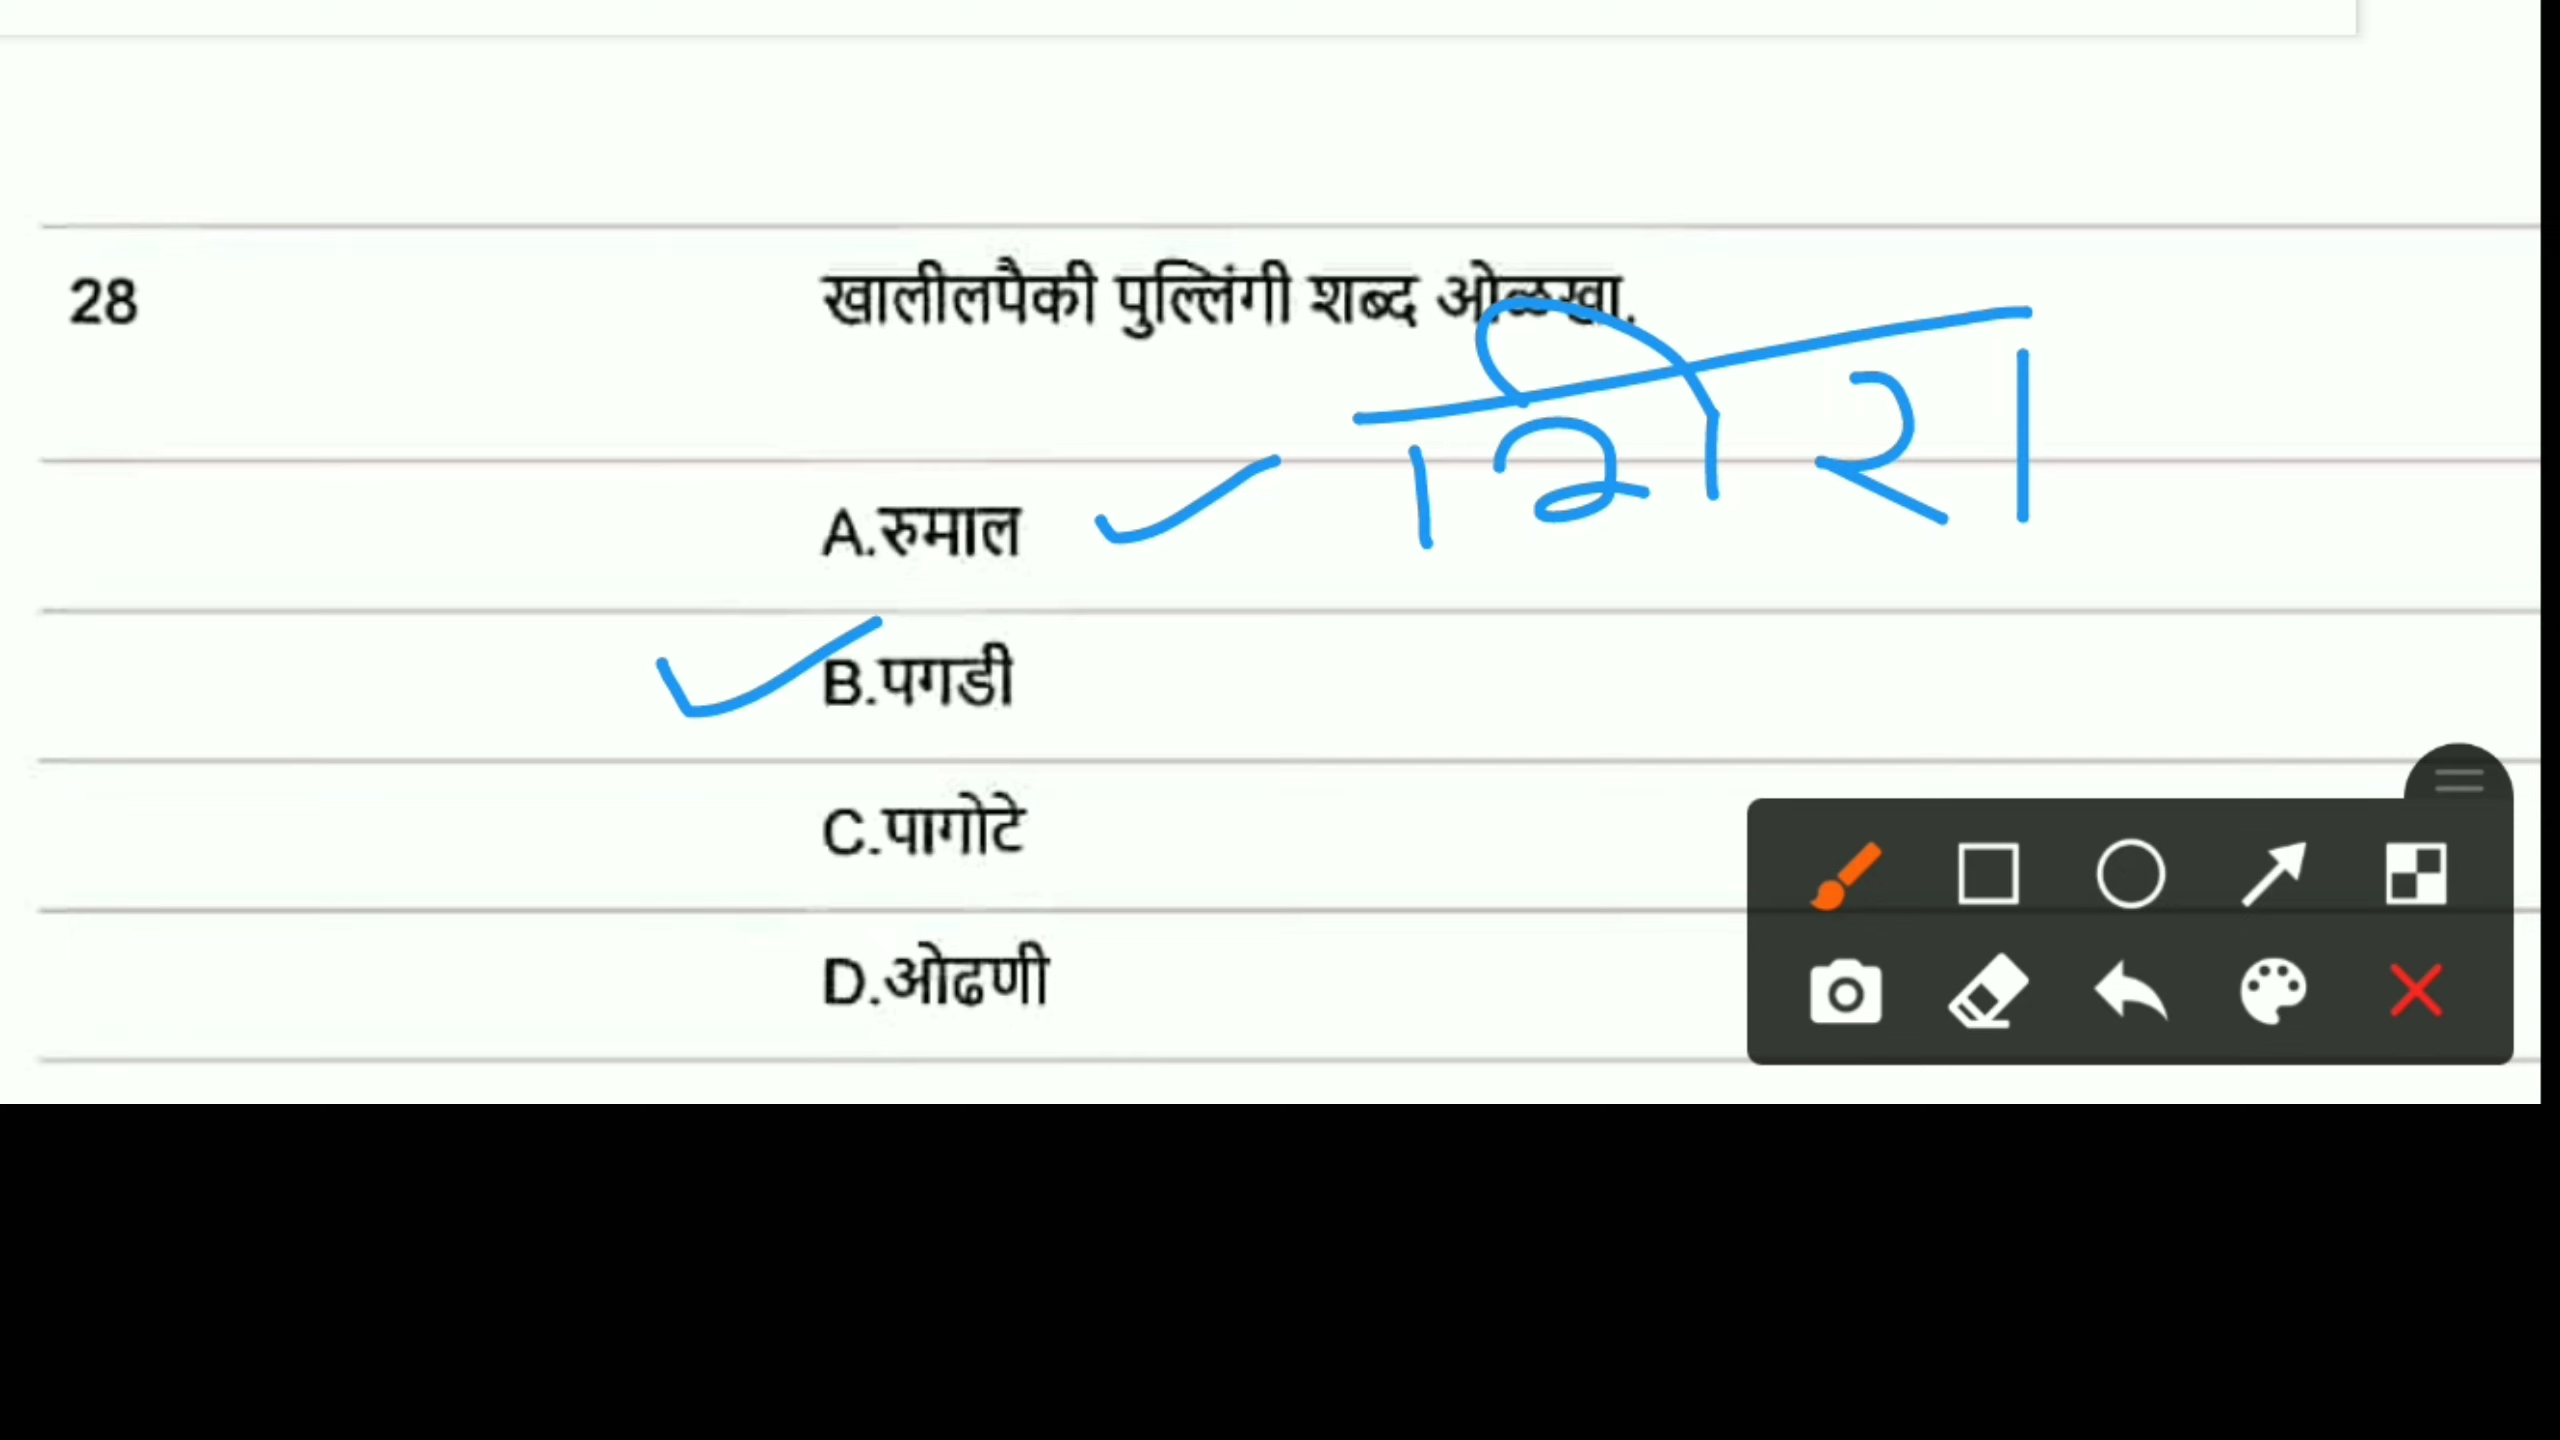 28
खालीलपैकी पुल्लिंगी शब्द ओळखा.
A.रुमाल
B.पगडी
C.पागोटे
D.ओढणी